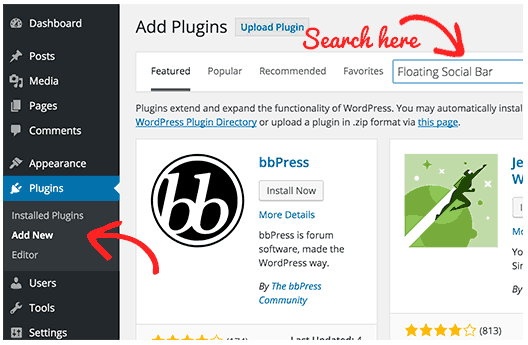 Dashboard
Posts
Media
Pages
Comments
Appearance
Plugins
Installed Plugins
Add New
Editor
Users
Tools
Settings
Add Plugins Upload Plugin
Search here
Featured Popular Recommended Favorites Floating Social Bar
Plugins extend and expand the functionality of WordPress. You may automatically insta
WordPress Plugin Directory or upload a plugin in .zip format via this page.
bb
bbPress
Install Now
More Details
bbPress is forum
software, made the
WordPress way.
By The bbPress
Community
(174) Last Updated: 4
Je
W
I
Mo
Yo
Sin
By
(813)